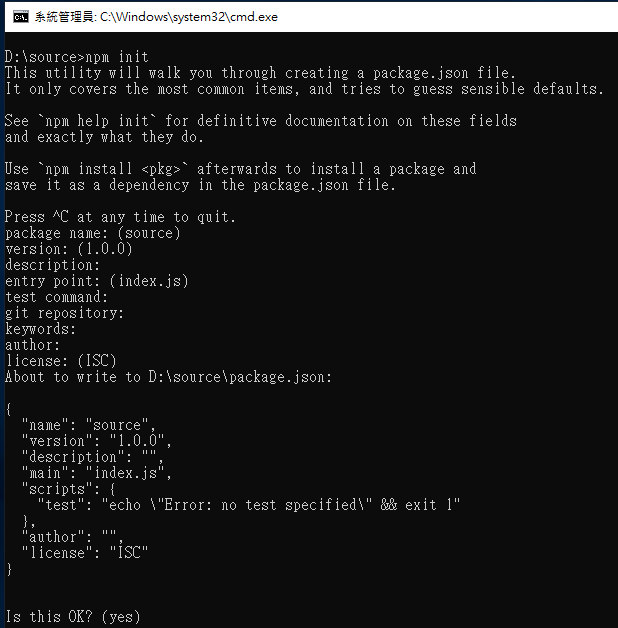 系統管理員: C:\Windows\system32\cmd.exe
D:\source>npm init
This utility will walk you through creating a package.json file.
It only covers the most common items, and tries to guess sensible defaults.
See `npm help init` for definitive documentation on these fields
and exactly what they do.
Use `npm install <pkg>` afterwards to install a package and
save it as a dependency in the package.json file.
Press ^C at any time to quit.
package name: (source)
version: (1.0.0)
description:
entry point: (index.js)
test command:
git repository:
keywords:
author:
license: (ISC)
About to write to D:\source\package.json:
{
  "name": "source",
  "version": "1.0.0",
  "description": "",
  "main": "index.js",
  "scripts": {
    "test": "echo \"Error: no test specified\" && exit 1"
  },
  "author": "",
  "license": "ISC"
}
Is this OK? (yes)